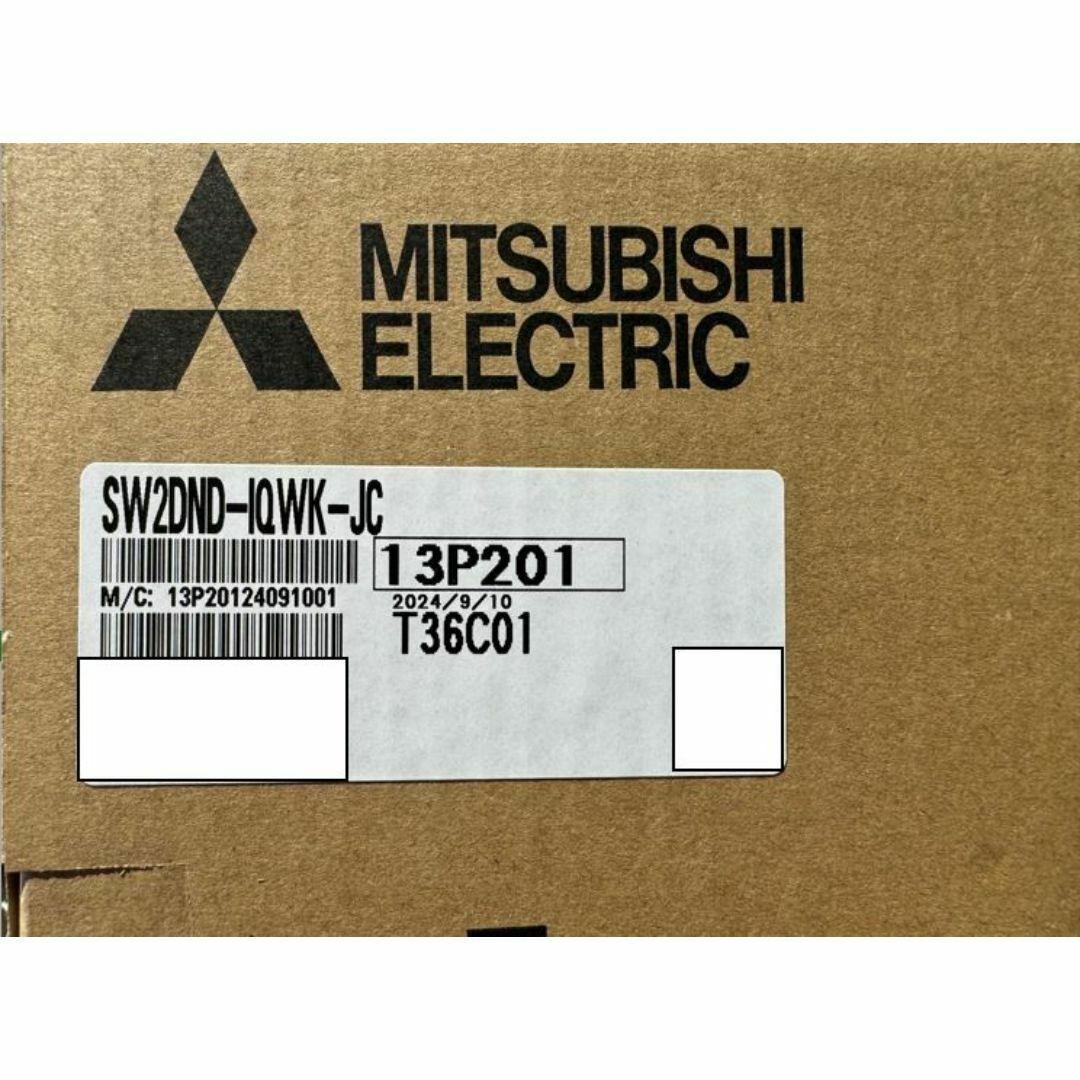 MITSUBISHI
ELECTRIC
SW2DND-IQWK-JC
13P201
M/C: 13P20124091001
2024/9/10
T36C01